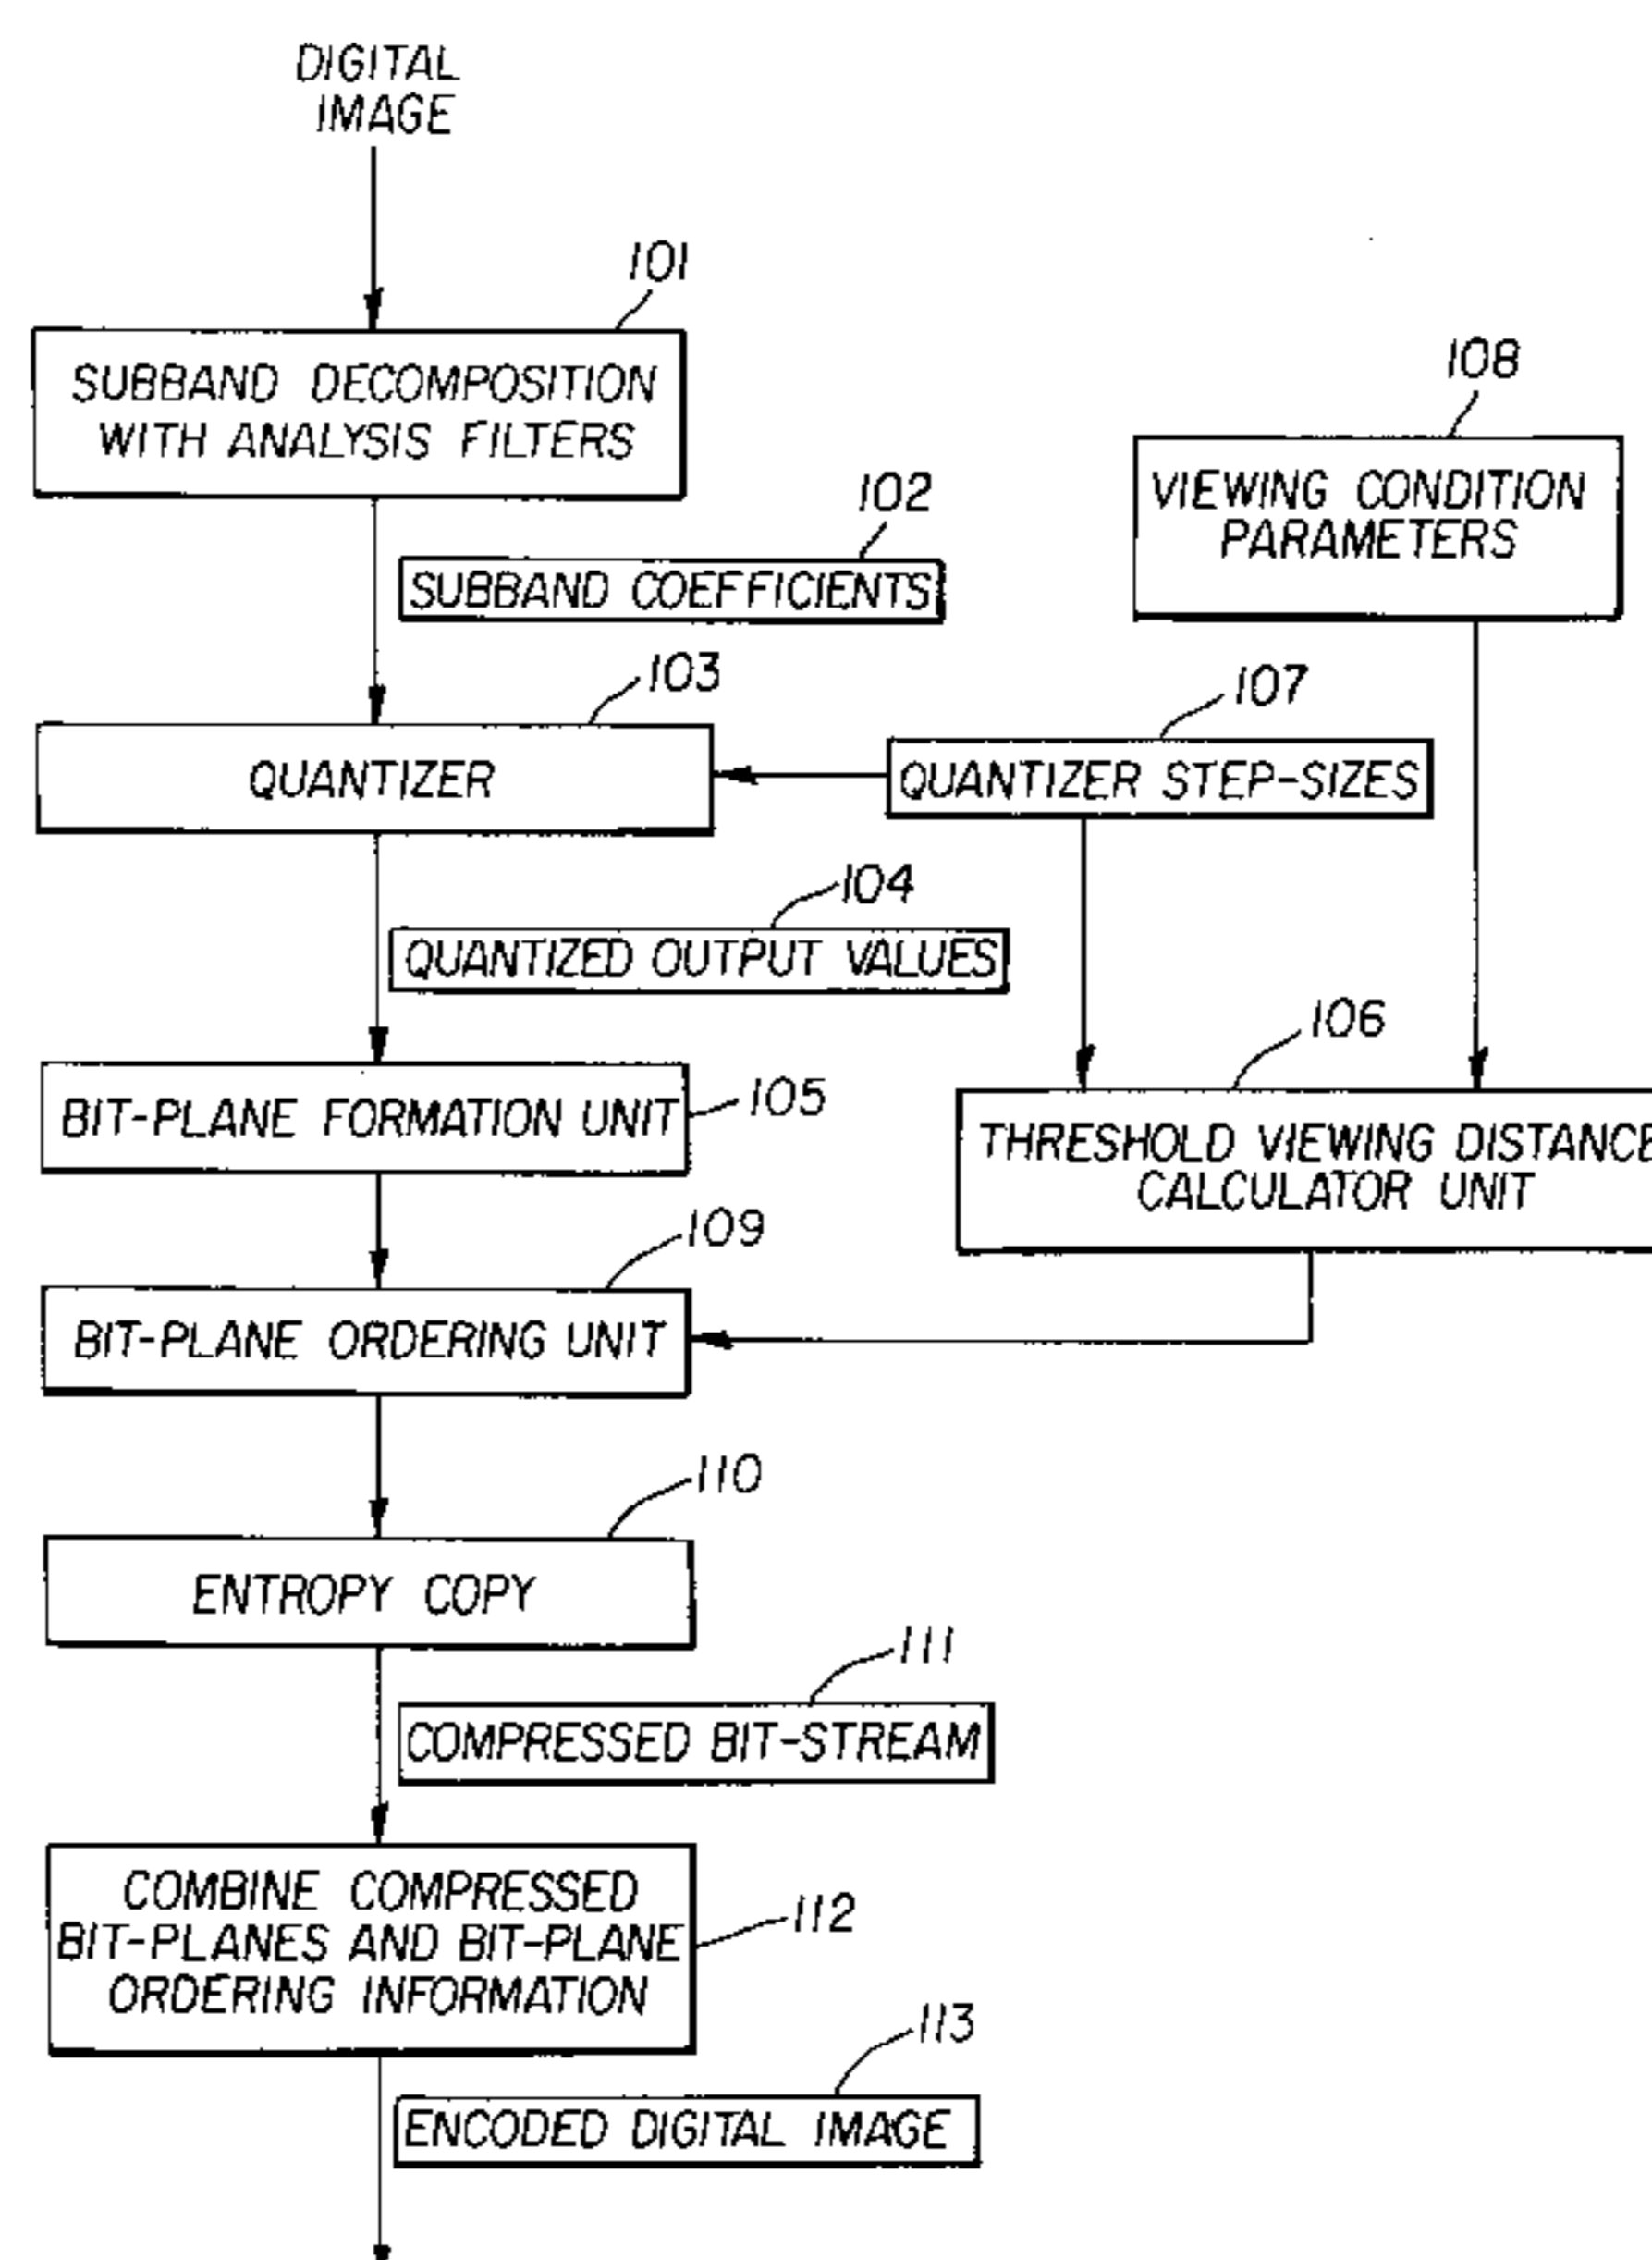 DIGITAL
IMAGE
101
SUBBAND DECOMPOSITION
WITH ANALYSIS FILTERS
108
VIEWING CONDITION
PARAMETERS
102
SUBBAND COEFFICIENTS
103
QUANTIZER
107
QUANTIZER STEP-SIZES
104
QUANTIZED OUTPUT VALUES
106
105
BIT-PLANE FORMATION UNIT
THRESHOLD VIEWING DISTANCE
CALCULATOR UNIT
109
BIT-PLANE ORDERING UNIT
110
ENTROPY COPY
111
COMPRESSED BIT-STREAM
COMBINE COMPRESSED
BIT-PLANES AND BIT-PLANE
ORDERING INFORMATION
112
113
ENCODED DIGITAL IMAGE